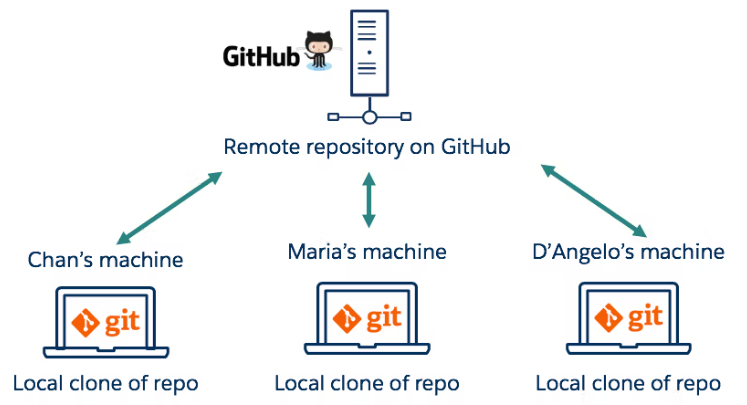 GitHub
Remote repository on GitHub
Chan's machine
Maria's machine
D'Angelo's machine
git
git
git
Local clone of repo
Local clone of repo
Local clone of repo